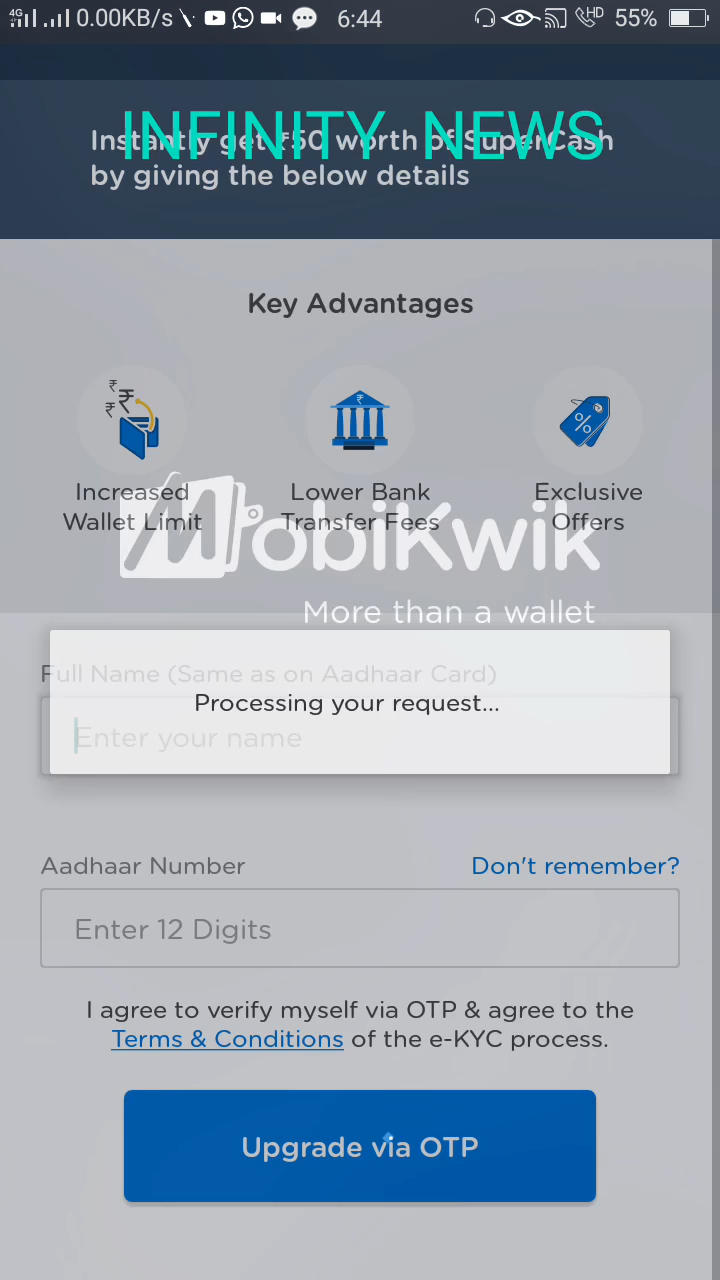 4G 0.00KB/s 6:44 HD 55%
INFINITY NEWS
Instantly get ₹50 worth of SuperCash
by giving the below details
Key Advantages
Increased
Wallet Limit
Lower Bank
Transfer Fees
Exclusive
Offers
MobiKwik
More than a wallet
Full Name (Same as on Aadhaar Card)
Processing your request...
Enter your name
Aadhaar Number
Don't remember?
Enter 12 Digits
I agree to verify myself via OTP & agree to the
Terms & Conditions of the e-KYC process.
Upgrade via OTP